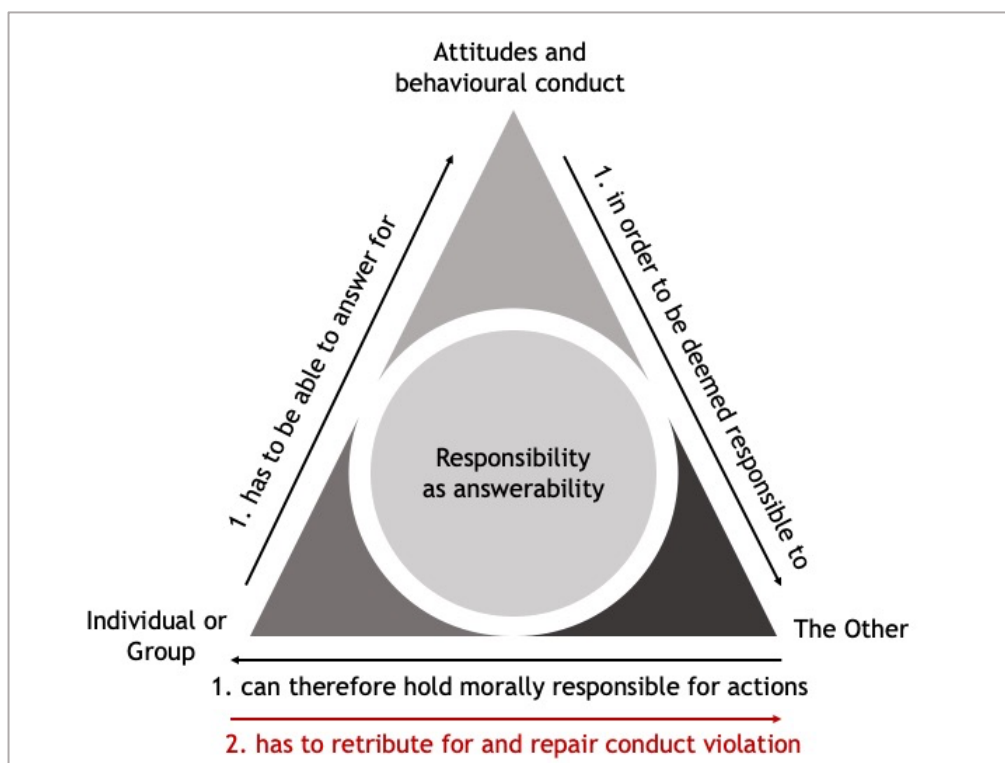 Attitudes and
behavioural conduct
1. has to be able to answer for
1. in order to be deemed responsible to
Responsibility
as answerability
Individual or
Group
The Other
1. can therefore hold morally responsible for actions
2. has to retribute for and repair conduct violation